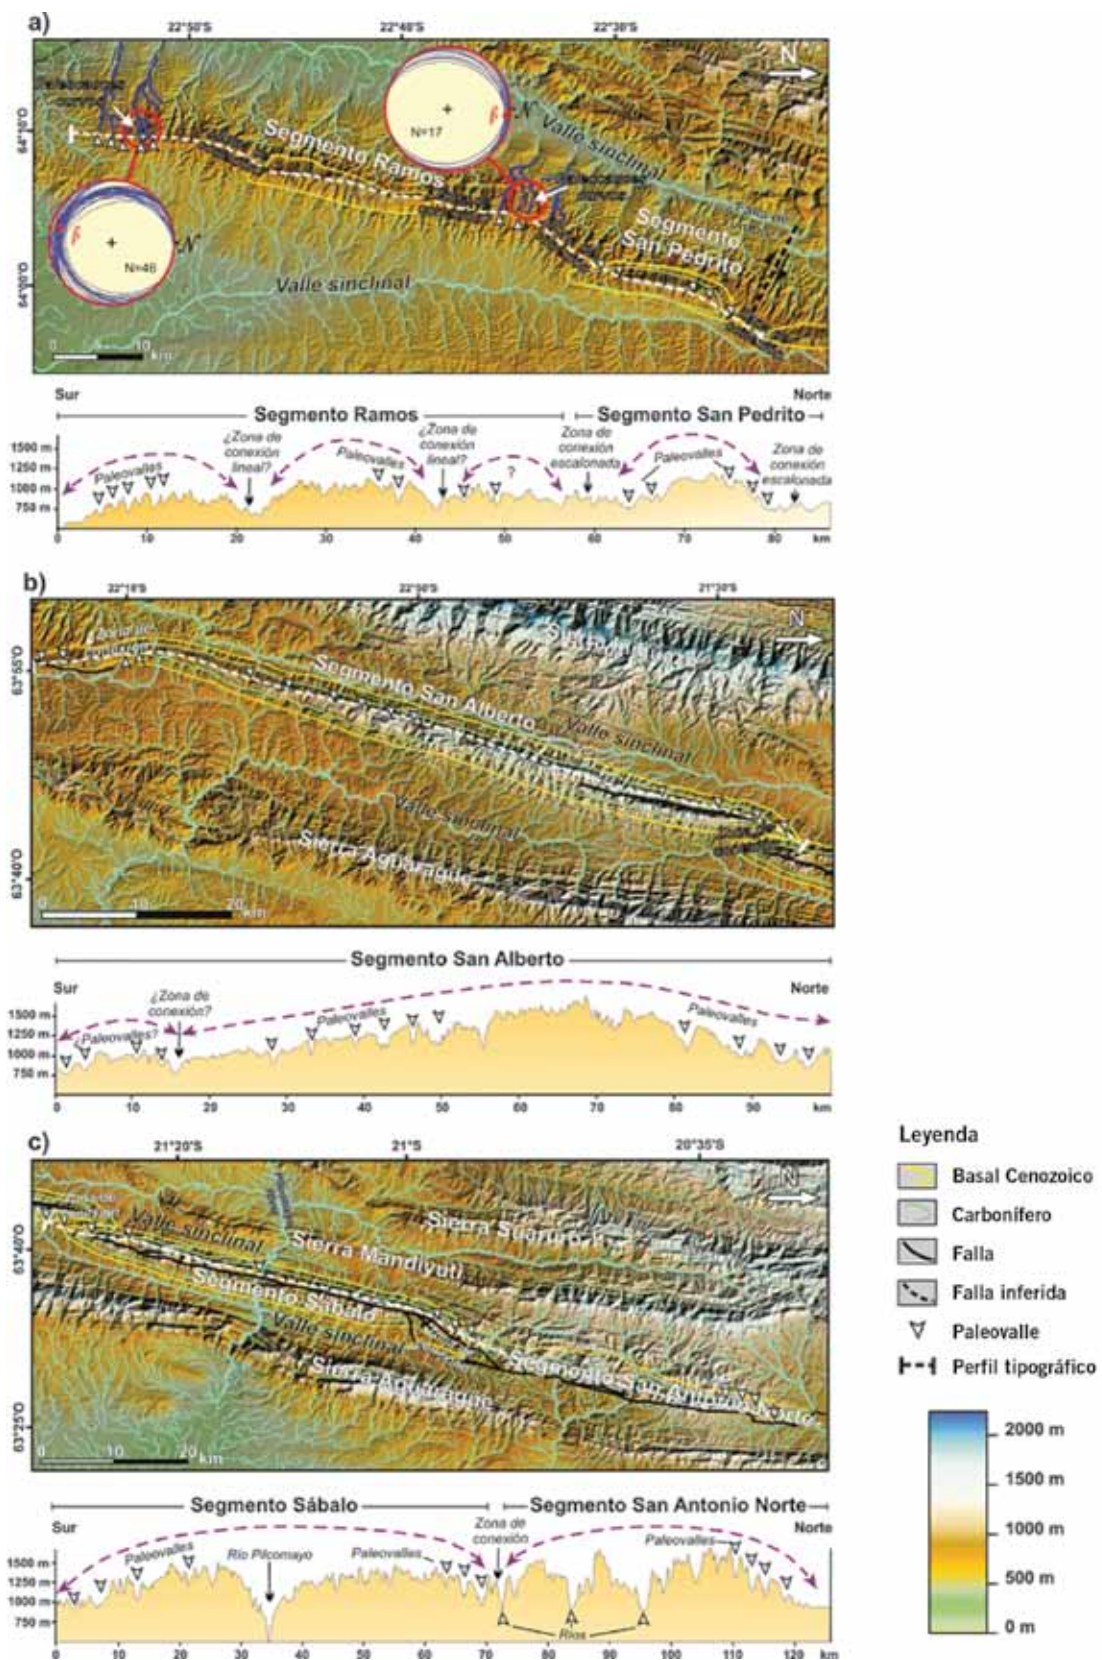 a)
22°50'S
22°40'S
22°30'S
N
64°10'O
64°00'O
Segmento Ramos
Valle sinclinal
Segmento
San Pedrito
Valle sinclinal
N=17
N
β
N=46
N
β
0 5 10
km
Sur
Norte
Segmento Ramos
Segmento San Pedrito
1500 m
1250 m
1000 m
750 m
Paleovalles
¿Zona de
conexión
lineal?
Paleovalles
¿Zona de
conexión
lineal?
?
Zona de
conexión
escalonada
Paleovalles
Zona de
conexión
escalonada
0 10 20 30 40 50 60 70 80 km
b)
22°10'S
22°00'S
21°30'S
N
63°55'O
63°40'O
Zona de
Segmento San Alberto
Valle sinclinal
Valle sinclinal
Sierra Aguaragüe
0 10 20
km
Segmento San Alberto
Sur
Norte
1500 m
1250 m
1000 m
750 m
¿Paleovalles?
¿Zona de
conexión?
Paleovalles
Paleovalles
0 10 20 30 40 50 60 70 80 90 km
c)
21°20'S
21°S
20°35'S
N
63°40'O
63°25'O
Valle sinclinal
Sierra Mandiyuti
Segmento Sábalo
Valle sinclinal
Sierra Aguaragüe
Segmento San Antonio Norte
0 10 20
km
Segmento Sábalo
Segmento San Antonio Norte
Sur
Norte
1500 m
1250 m
1000 m
750 m
Paleovalles
Río Pilcomayo
Paleovalles
Zona de
conexión
Ríos
Paleovalles
0 10 20 30 40 50 60 70 80 90 100 110 120 km
Leyenda
Basal Cenozoico
Carbonífero
Falla
Falla inferida
Paleovalle
Perfil tipográfico
2000 m
1500 m
1000 m
500 m
0 m